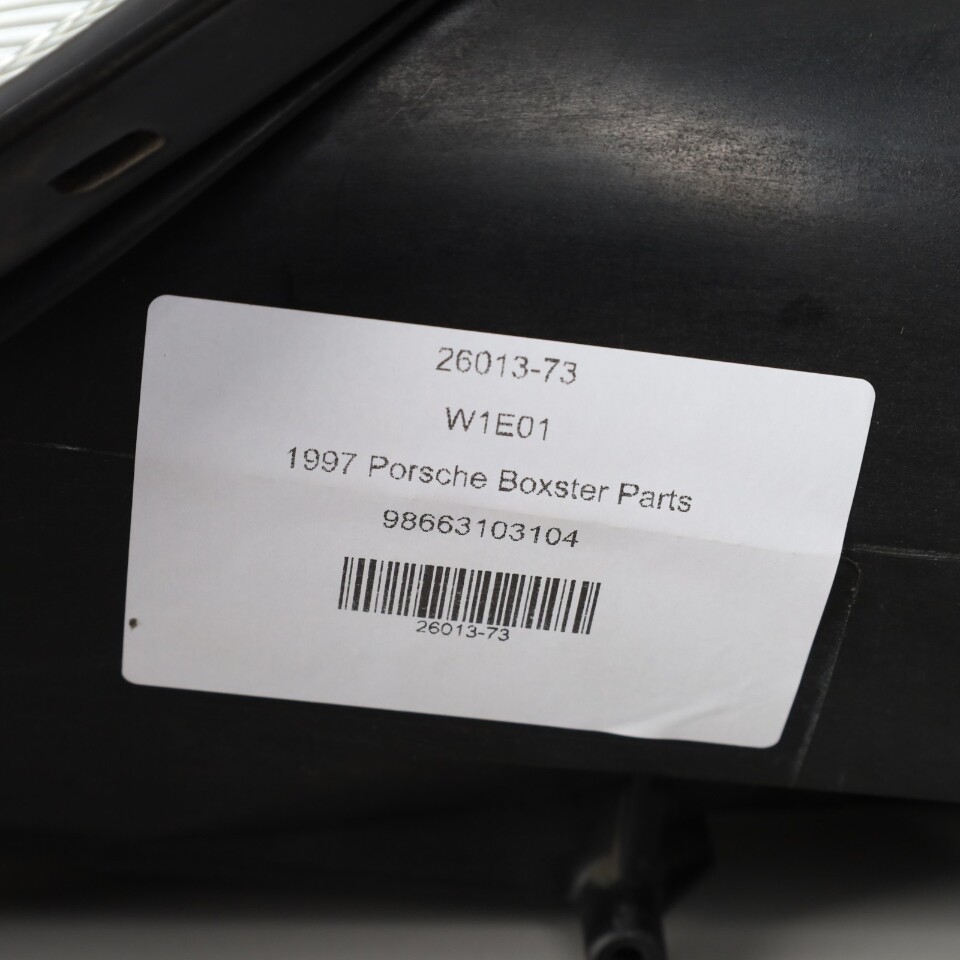 26013-73
W1E01
1997 Porsche Boxster Parts
98663103104
26013-73